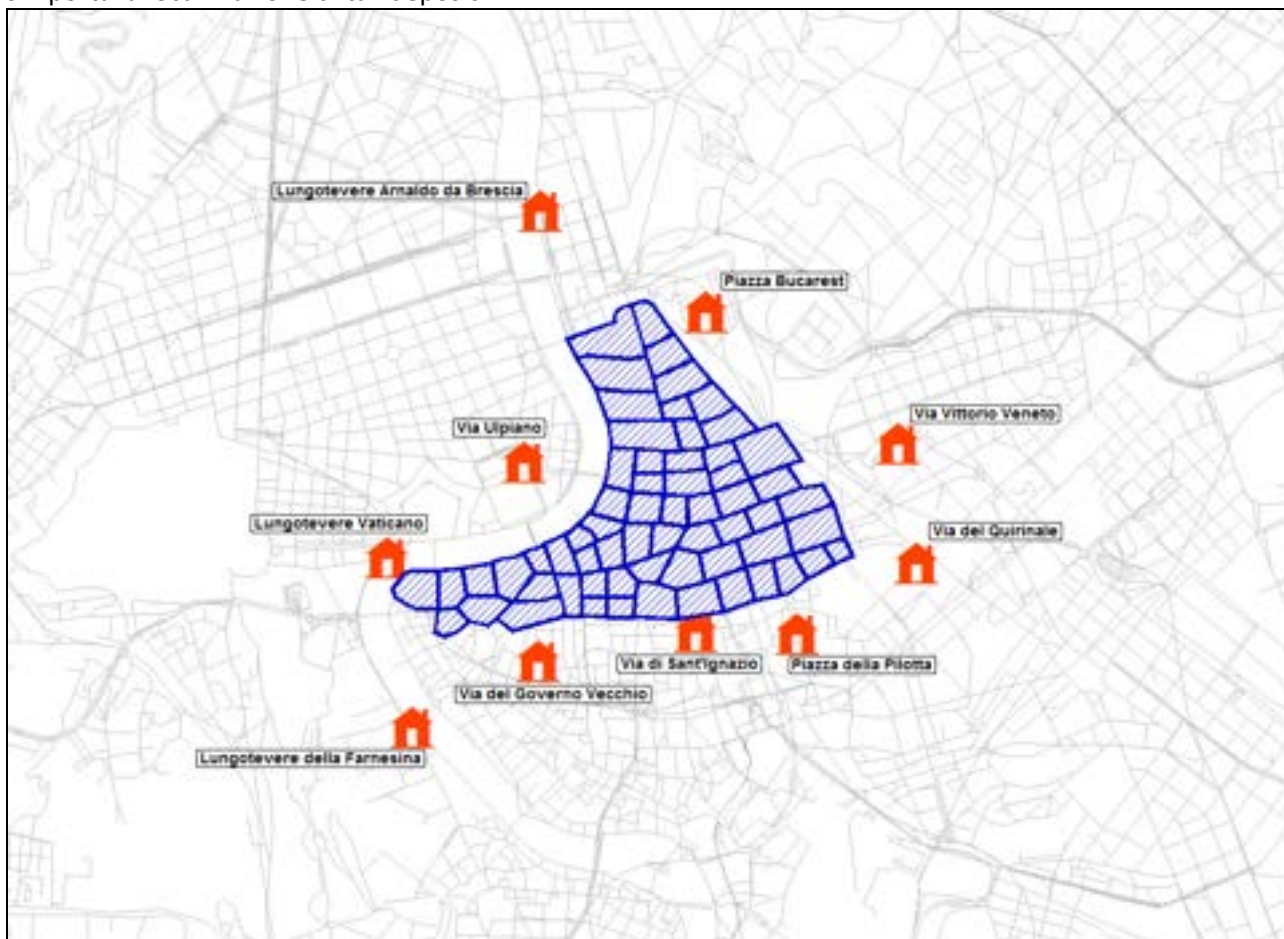 Lungotevere Arnaldo da Brescia
Piazza Bucarest
Via Vittorio Veneto
Via Ulpiano
Lungotevere Vaticano
Via del Quirinale
Via di Sant'Ignazio
Piazza della Pilotta
Via del Governo Vecchio
Lungotevere della Farnesina